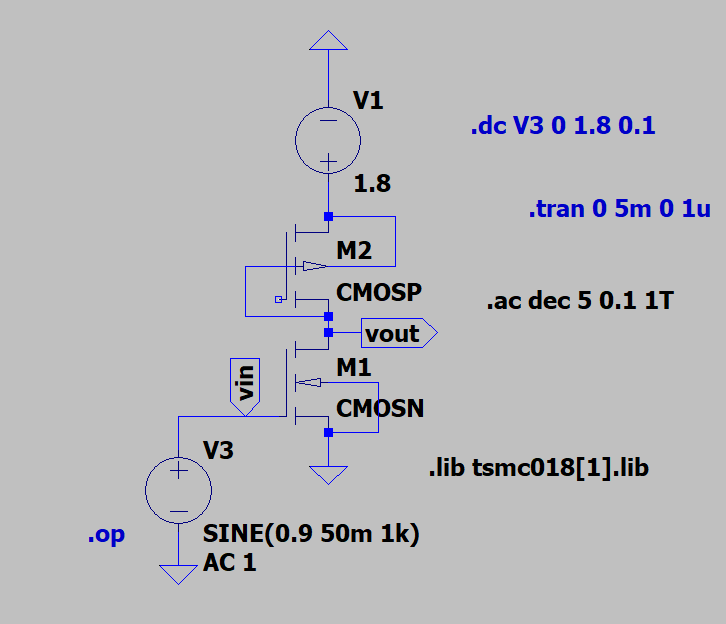 V1
.dc V3 0 1.8 0.1
1.8
.tran 0 5m 0 1u
M2
CMOSP
.ac dec 5 0.1 1T
vout
vin
M1
CMOSN
V3
.lib tsmc018[1].lib
.op
SINE(0.9 50m 1k)
AC 1